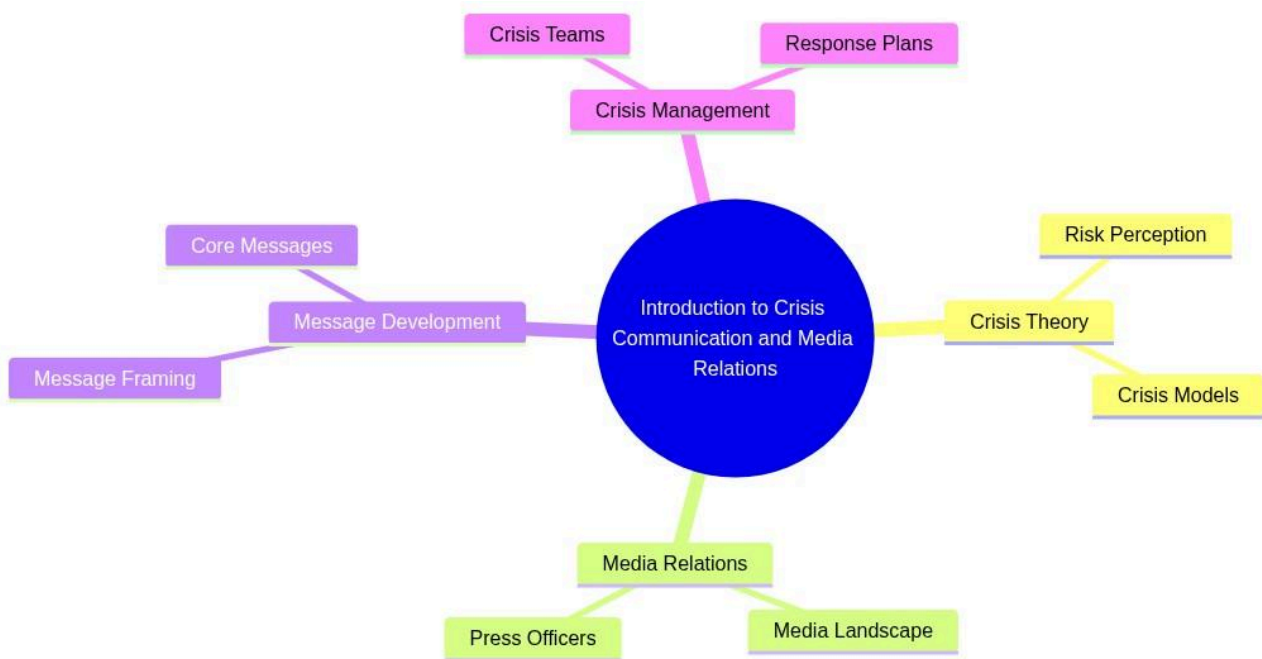 Crisis Teams
Response Plans
Crisis Management
Core Messages
Message Development
Message Framing
Introduction to Crisis
Communication and Media
Relations
Risk Perception
Crisis Theory
Crisis Models
Media Relations
Press Officers
Media Landscape